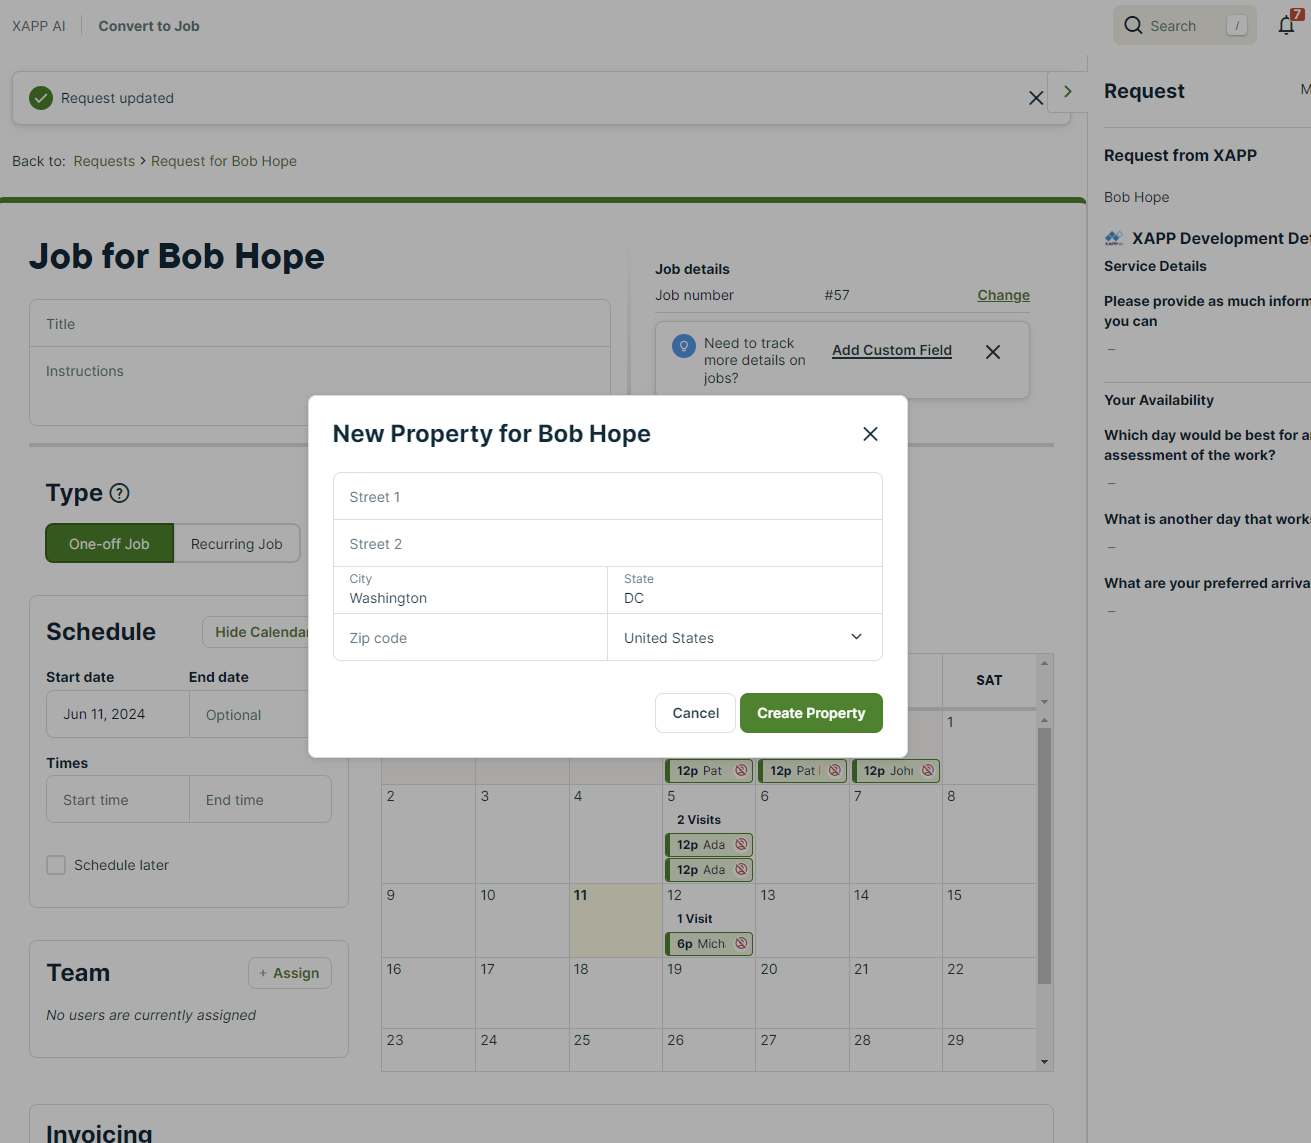 XAPP AI
Convert to Job
Search
/
7
Request updated
Request
Back to: Requests > Request for Bob Hope
Request from XAPP
Bob Hope
Job for Bob Hope
XAPP Development Det
Service Details
Please provide as much inform
you can
–
Job details
Job number #57 Change
Need to track
more details on
jobs?
Add Custom Field
Title
Instructions
Your Availability
Which day would be best for a
assessment of the work?
–
What is another day that works
–
What are your preferred arriva
–
New Property for Bob Hope
Street 1
Street 2
City
Washington
State
DC
Zip code
United States
Cancel
Create Property
Type
?
One-off Job
Recurring Job
Schedule
Hide Calendar
Start date
End date
Jun 11, 2024
Optional
Times
Start time
End time
Schedule later
Team
+ Assign
No users are currently assigned
SAT
1
12p Pat
12p Pat
12p John
2 3 4 5 6 7 8
2 Visits
12p Ada
12p Ada
9 10 11 12 13 14 15
1 Visit
6p Mich
16 17 18 19 20 21 22
23 24 25 26 27 28 29
Invoicing